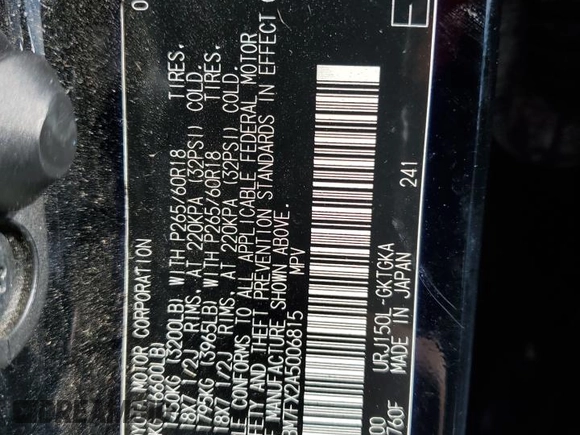 MOTOR CORPORATION
(6600LB)
(3200LB) WITH P265/60R18 TIRES.
18X7 1/2J RIMS, AT 220KPA (32PSI) COLD.
1795KG (3965LB) WITH P265/60R18 TIRES.
18X7 1/2J RIMS, AT 220KPA (32PSI) COLD.
CONFORMS TO ALL APPLICABLE FEDERAL MOTOR
AND THEFT PREVENTION STANDARDS IN EFFECT
MANUFACTURE SHOWN ABOVE.
MPV
URJ150L-GKTGKA 241
MADE IN JAPAN